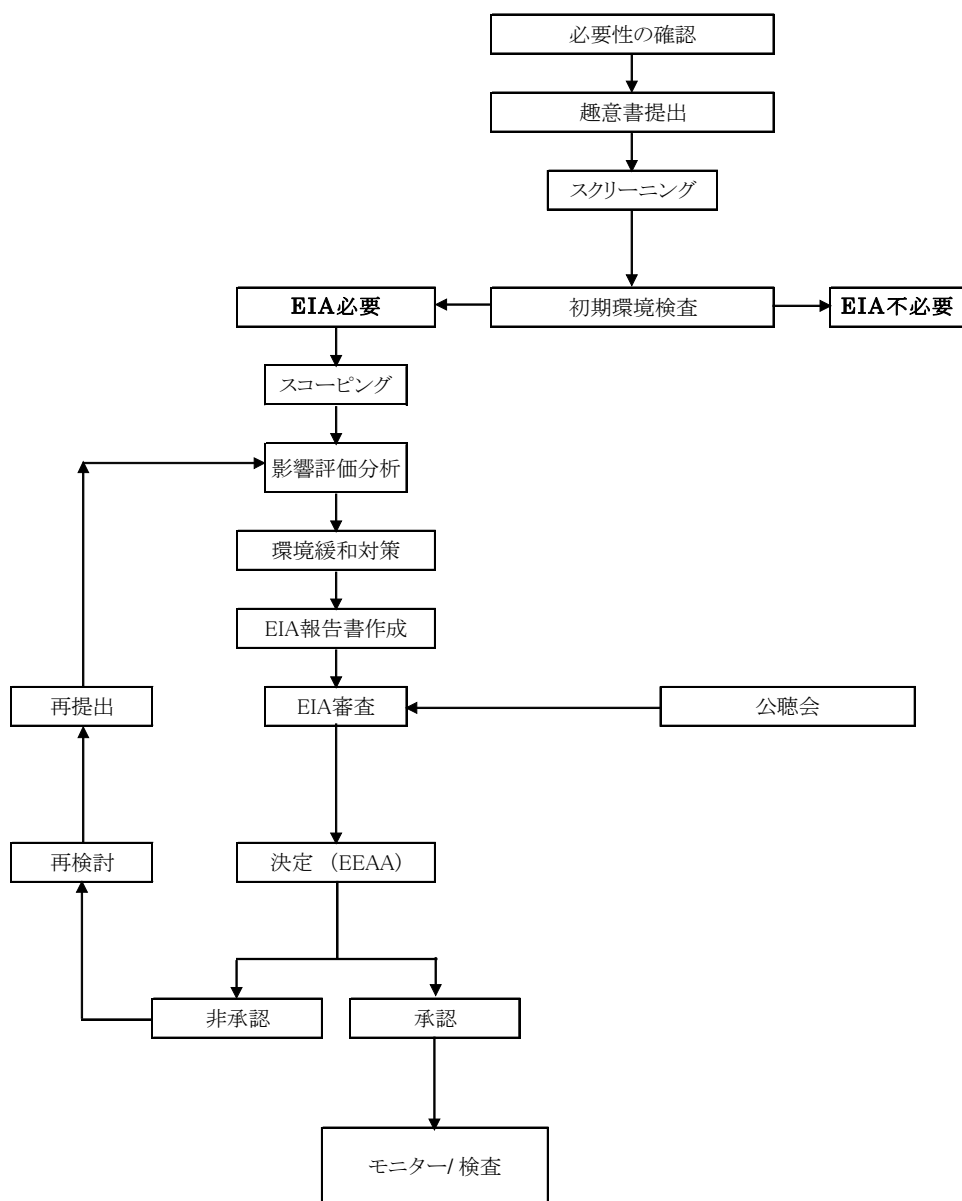 必要性の確認
趣意書提出
スクリーニング
EIA必要
初期環境検査
EIA不必要
スコーピング
影響評価分析
環境緩和対策
EIA報告書作成
再提出
EIA審査
公聴会
再検討
決定 （EEAA）
非承認
承認
モニター/ 検査